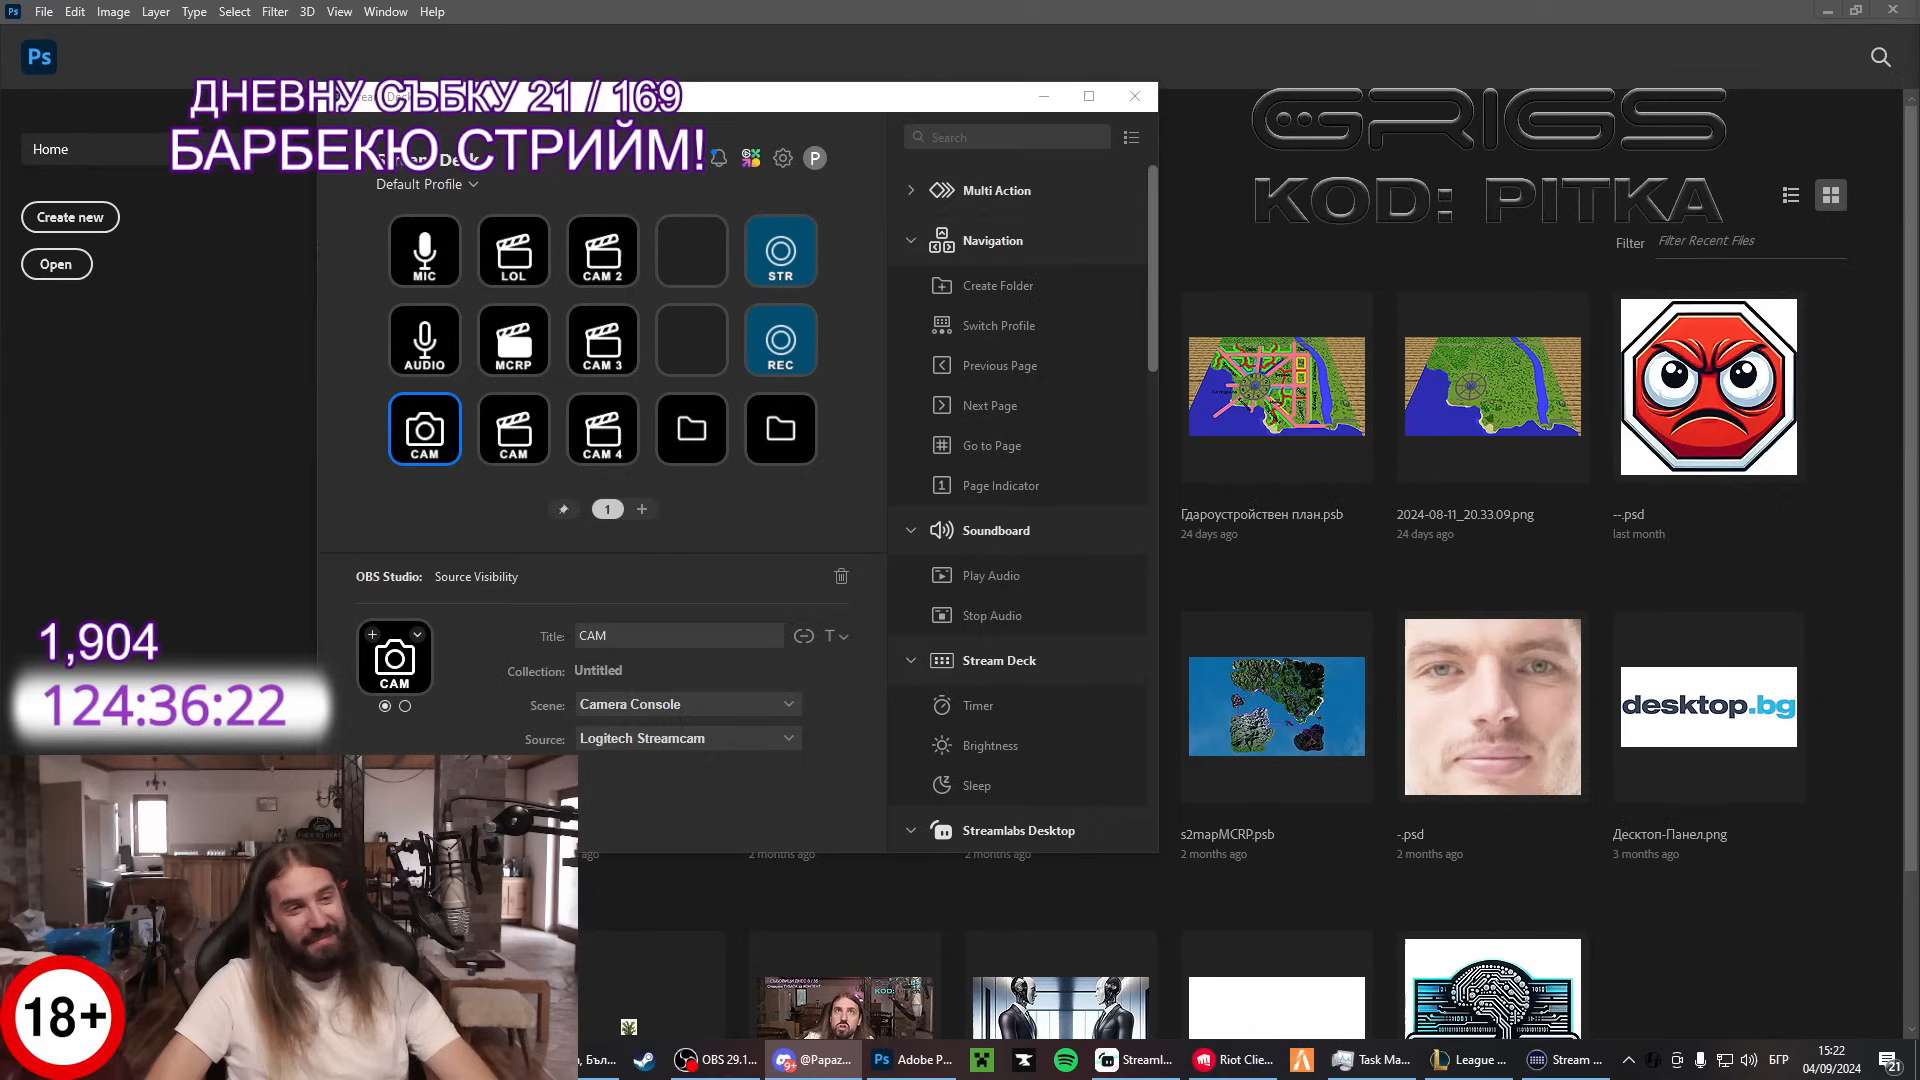 File Edit Image Layer Type Select Filter 3D View Window Help
Ps
ДНЕВНУ СЪБКУ 21 / 169
БАРБЕКЮ СТРИЙМ!
Home
Create new
Open
Default Profile
P
MIC
LOL
CAM 2
STR
AUDIO
MCRP
CAM 3
REC
CAM
CAM
CAM 4
1
OBS Studio: Source Visibility
CAM
Title: CAM
Collection: Untitled
Scene: Camera Console
Source: Logitech Streamcam
Search
Multi Action
Navigation
Create Folder
Switch Profile
Previous Page
Next Page
Go to Page
Page Indicator
Soundboard
Play Audio
Stop Audio
Stream Deck
Timer
Brightness
Sleep
Streamlabs Desktop
GRIGS
KOD: PITKA
Filter Filter Recent Files
Гдароустройствен план.psb
24 days ago
2024-08-11_20.33.09.png
24 days ago
--.psd
last month
desktop.bg
s2mapMCRP.psb
2 months ago
-.psd
2 months ago
Десктоп-Панел.png
3 months ago
ago
2 months ago
2 months ago
1,904
124:36:22
18+
OBS 29.1...
@Papaz...
Adobe P...
Streaml...
Riot Clie...
Task Ma...
League ...
Stream ...
БГР
15:22
04/09/2024
21